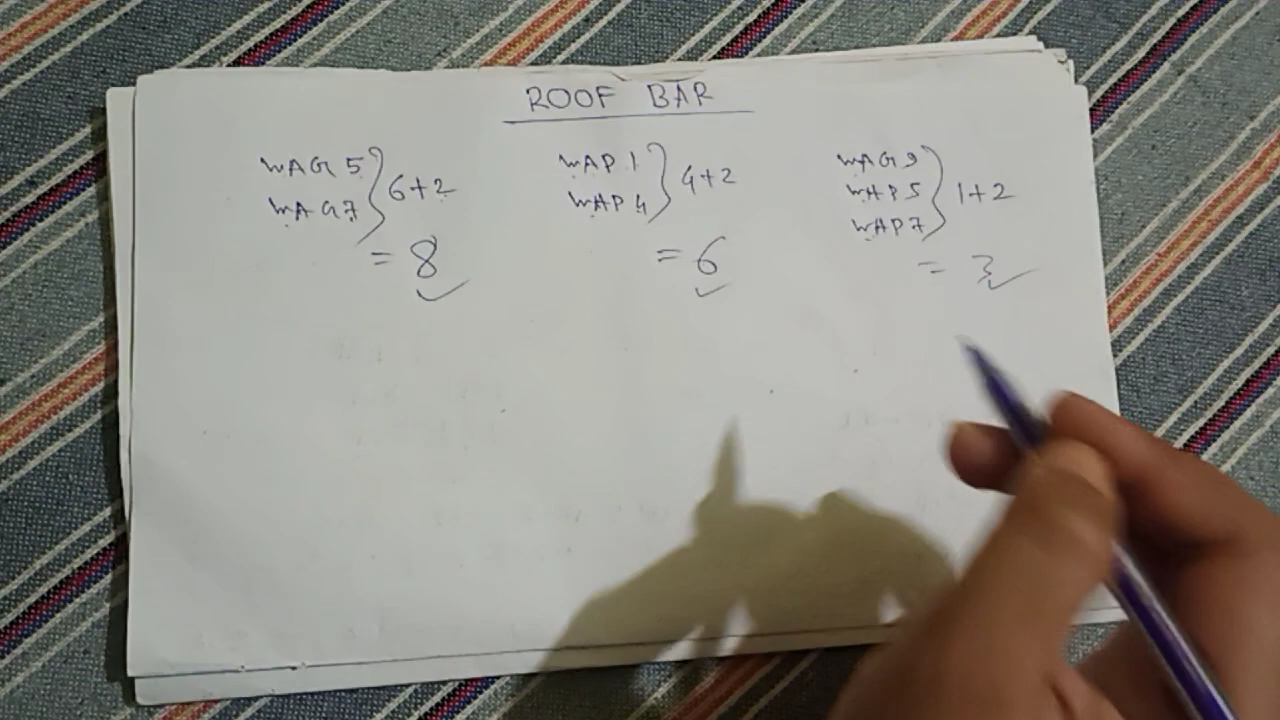 ROOF BAR
WAG 5
WAG 7
6+2
= 8
WAP 1
WAP 4
4+2
= 6
WAG 9
WAP 5
WAP 7
1+2
= 3